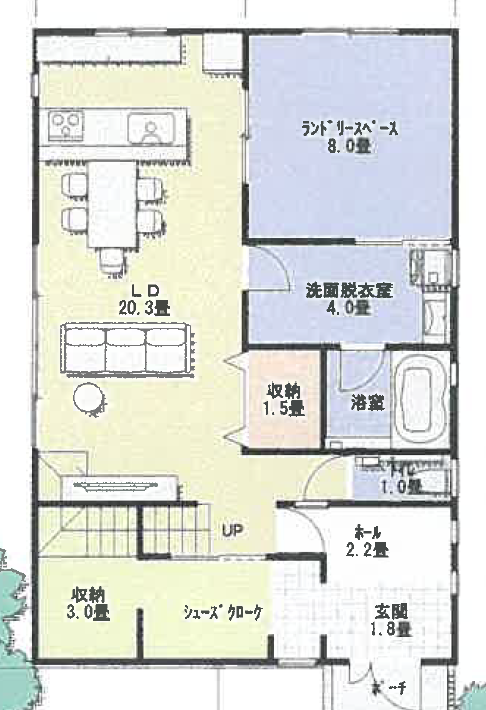 ランドリースペース
8.0畳
LD
20.3畳
洗面脱衣室
4.0畳
収納
1.5畳
浴室
トイレ
1.0畳
UP
ホール
2.2畳
収納
3.0畳
シューズクローク
玄関
1.8畳
ポーチ